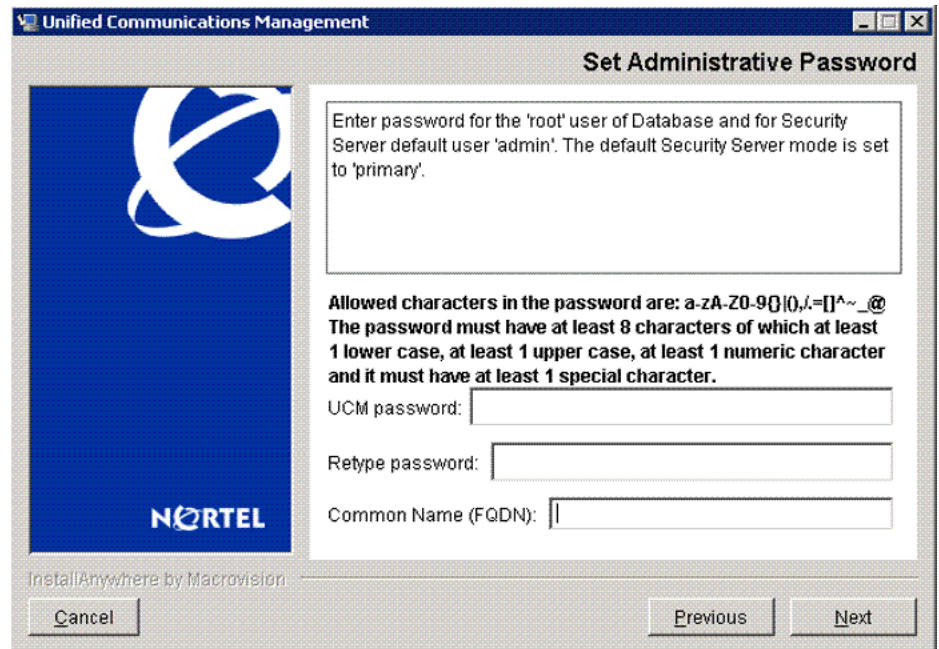 Unified Communications Management
Set Administrative Password
Enter password for the 'root' user of Database and for Security
Server default user 'admin'. The default Security Server mode is set
to 'primary'.
Allowed characters in the password are: a-zA-Z0-9{}|(),/.=[]^~_@
The password must have at least 8 characters of which at least
1 lower case, at least 1 upper case, at least 1 numeric character
and it must have at least 1 special character.
UCM password:
Retype password:
Common Name (FQDN):
NORTEL
InstallAnywhere by Macrovision
Cancel
Previous
Next